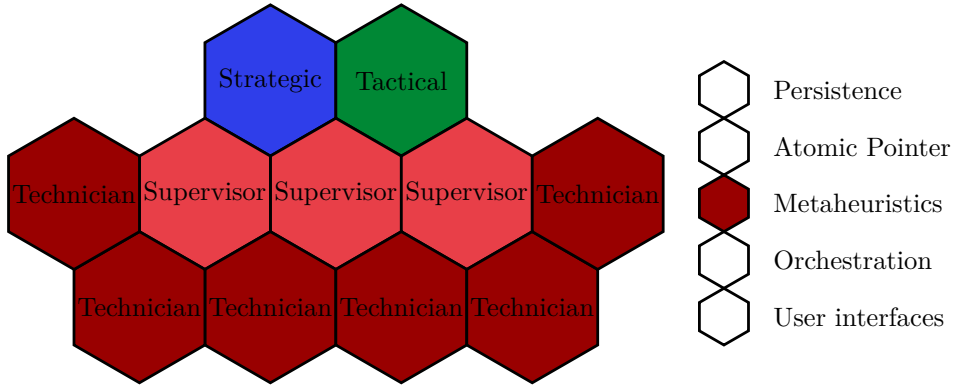 Strategic
Tactical
Technician
Supervisor
Supervisor
Supervisor
Technician
Technician
Technician
Technician
Technician
Persistence
Atomic Pointer
Metaheuristics
Orchestration
User interfaces